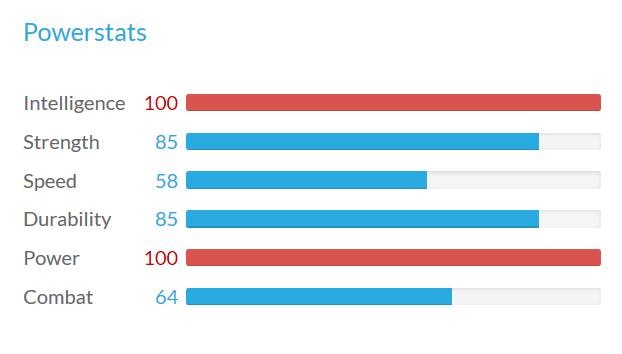 Powerstats
Intelligence 100
Strength 85
Speed 58
Durability 85
Power 100
Combat 64